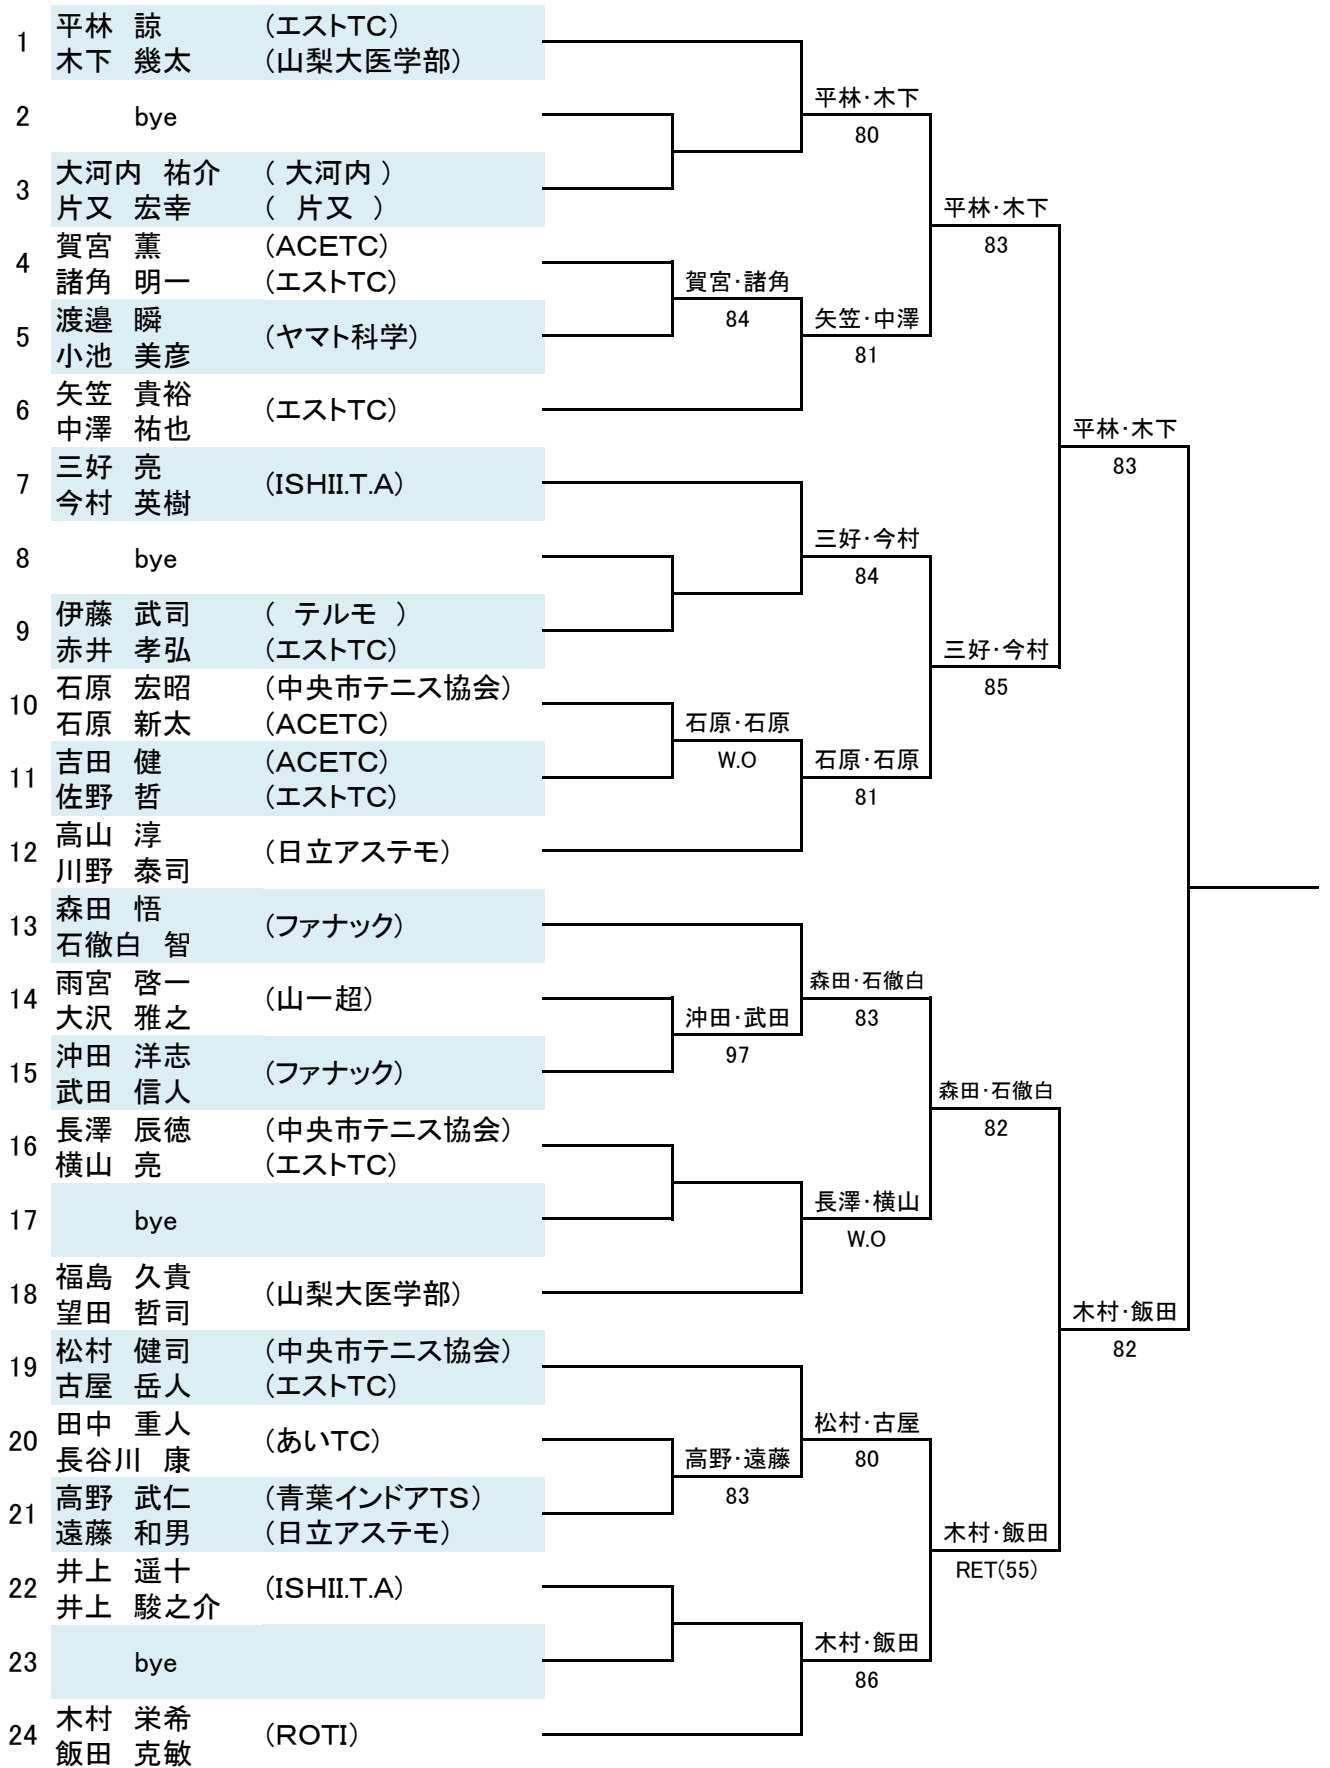 1 平林 諒 (エストTC)
木下 幾太 (山梨大医学部)
2 bye
3 大河内 祐介 ( 大河内 )
片又 宏幸 ( 片又 )
4 賀宮 薫 (ACETC)
諸角 明一 (エストTC)
5 渡邉 瞬 (ヤマト科学)
小池 美彦
6 矢笠 貴裕 (エストTC)
中澤 祐也
7 三好 亮 (ISHII.T.A)
今村 英樹
8 bye
9 伊藤 武司 ( テルモ )
赤井 孝弘 (エストTC)
10 石原 宏昭 (中央市テニス協会)
石原 新太 (ACETC)
11 吉田 健 (ACETC)
佐野 哲 (エストTC)
12 高山 淳 (日立アステモ)
川野 泰司
13 森田 悟 (ファナック)
石徹白 智
14 雨宮 啓一 (山一超)
大沢 雅之
15 沖田 洋志 (ファナック)
武田 信人
16 長澤 辰徳 (中央市テニス協会)
横山 亮 (エストTC)
17 bye
18 福島 久貴 (山梨大医学部)
望田 哲司
19 松村 健司 (中央市テニス協会)
古屋 岳人 (エストTC)
20 田中 重人 (あいTC)
長谷川 康
21 高野 武仁 (青葉インドアTS)
遠藤 和男 (日立アステモ)
22 井上 遥十 (ISHII.T.A)
井上 駿之介
23 bye
24 木村 栄希 (ROTI)
飯田 克敏
賀宮・諸角
84
石原・石原
W.O
沖田・武田
97
高野・遠藤
83
平林・木下
80
矢笠・中澤
81
三好・今村
84
石原・石原
81
森田・石徹白
83
長澤・横山
W.O
松村・古屋
80
木村・飯田
86
平林・木下
83
三好・今村
85
森田・石徹白
82
木村・飯田
RET(55)
平林・木下
83
木村・飯田
82